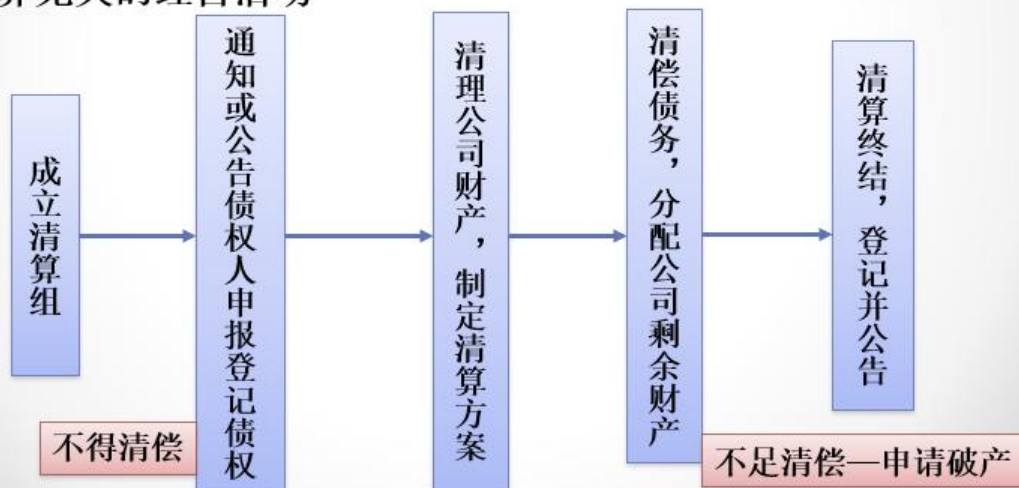 成立清算组
通知或公告债权人申报登记债权
不得清偿
清理公司财产，制定清算方案
清偿债务，分配公司剩余财产
不足清偿—申请破产
清算终结，登记并公告